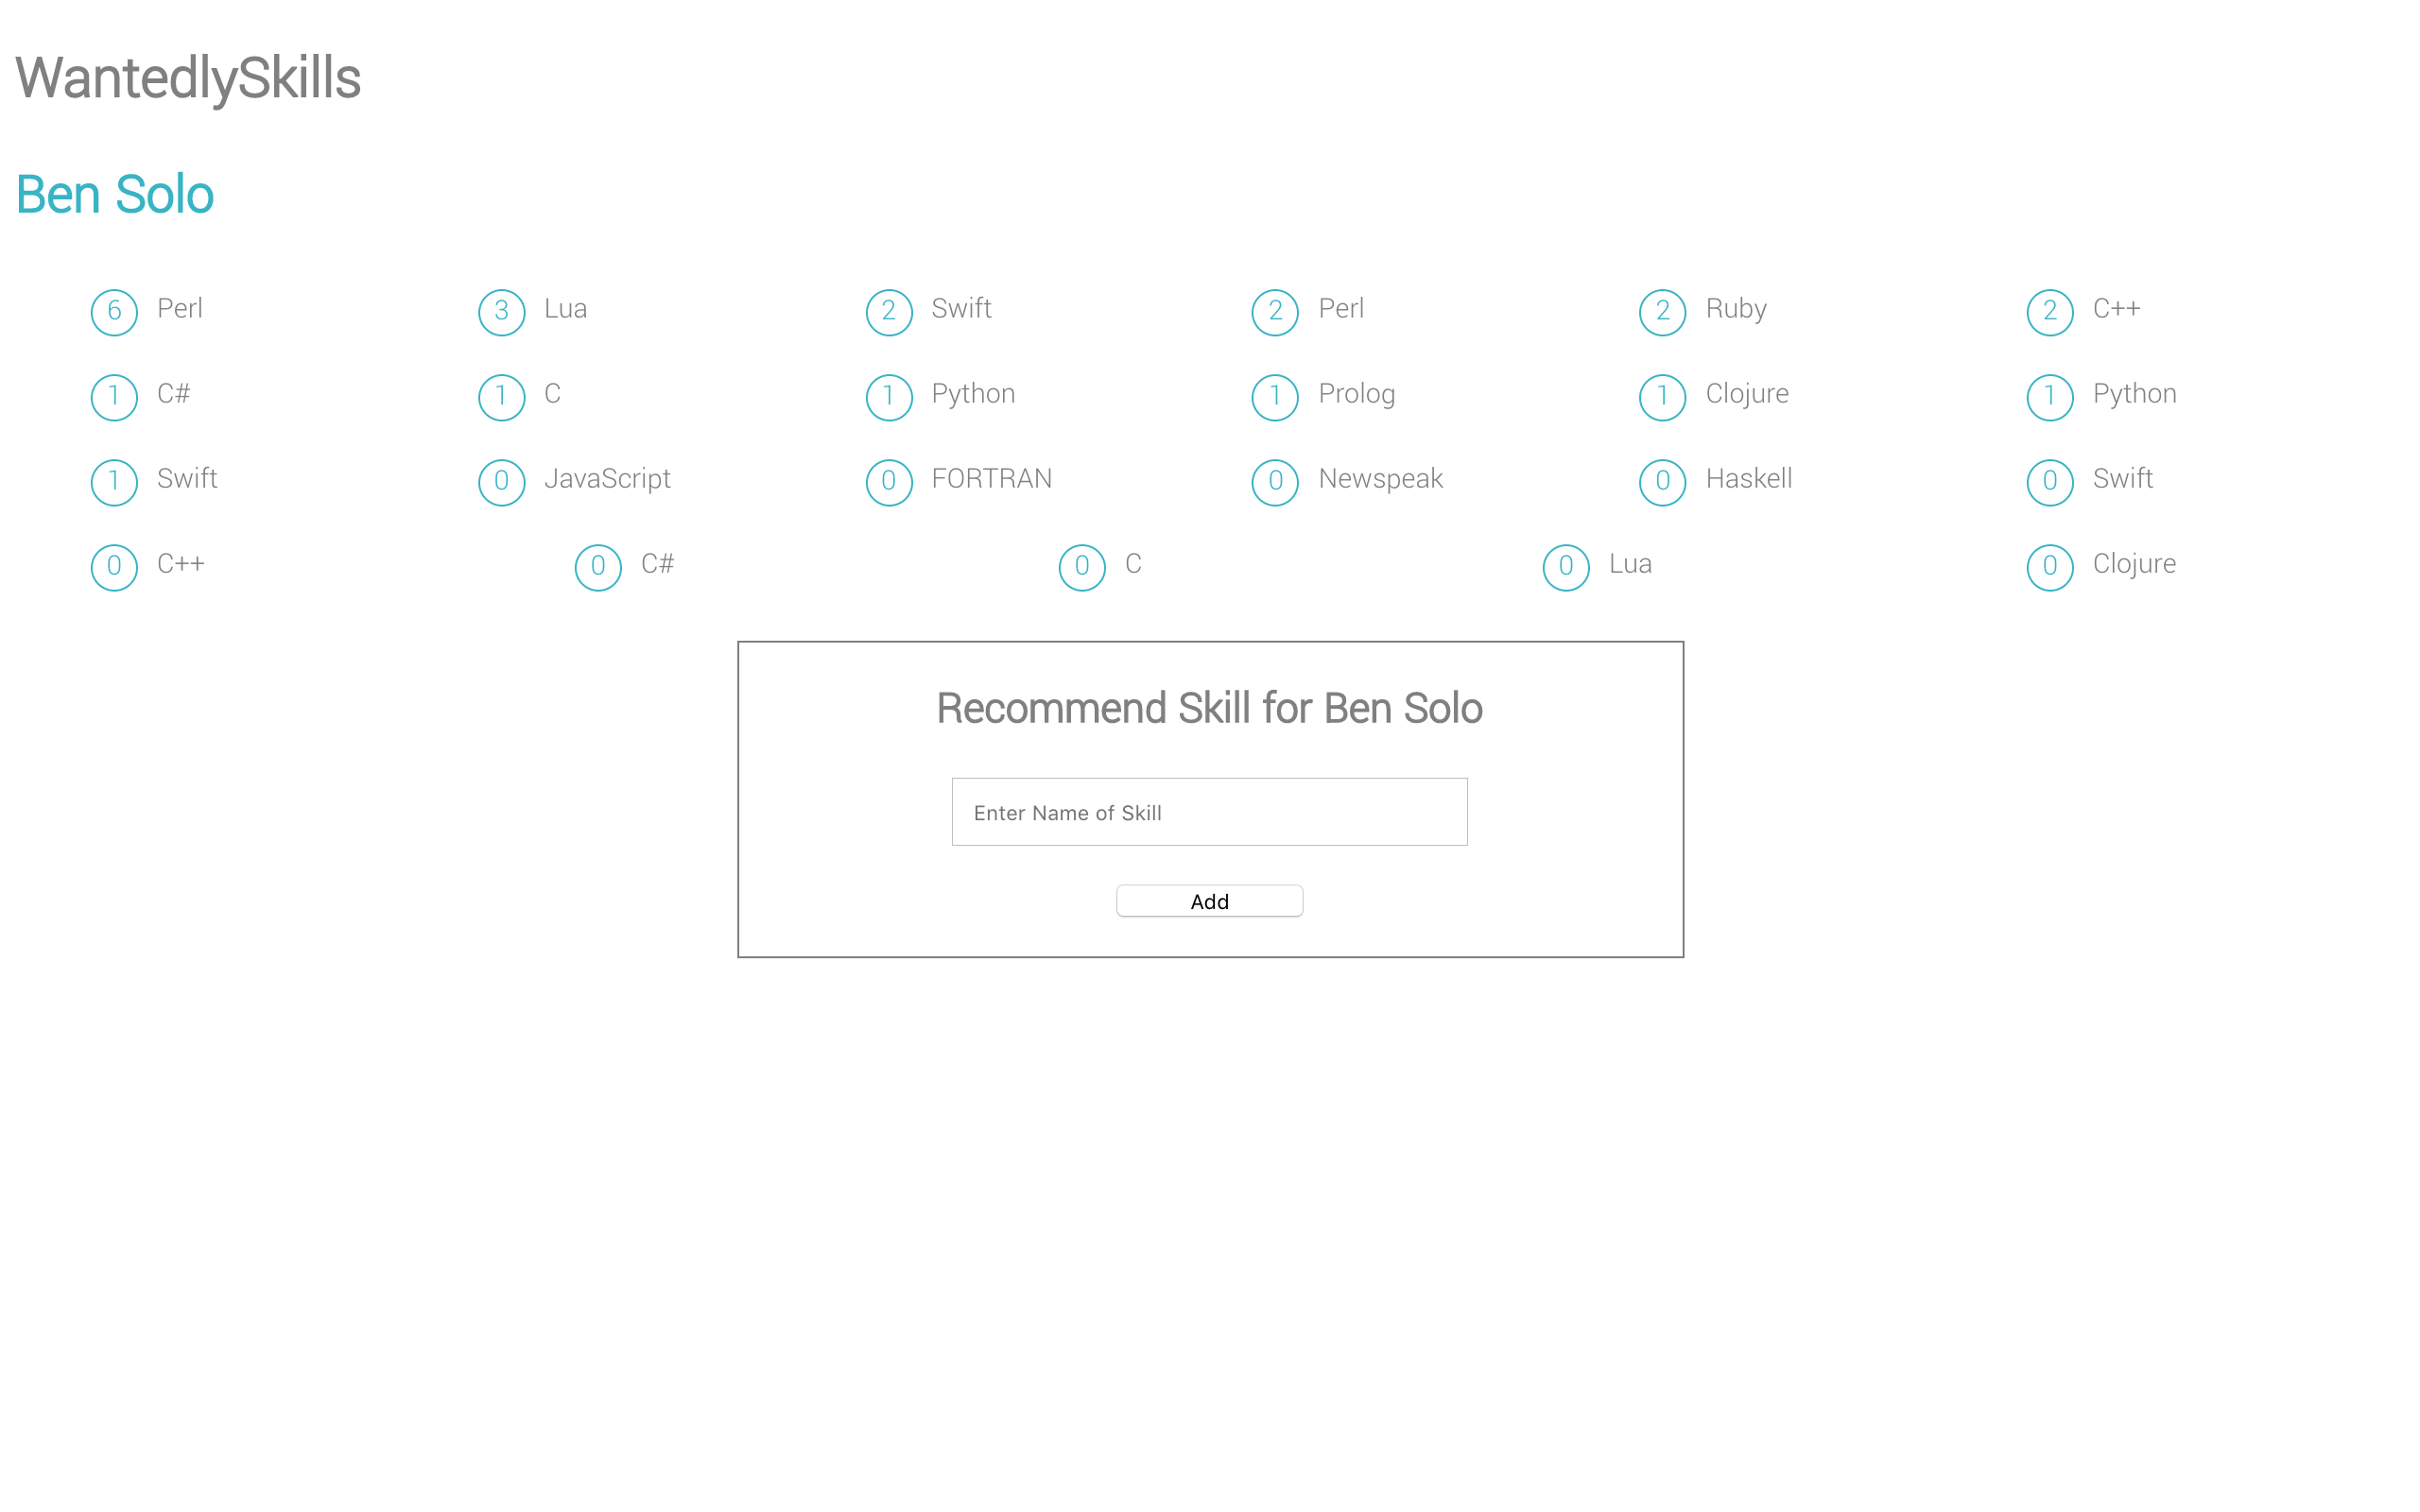 WantedlySkills
Ben Solo
6 Perl 3 Lua 2 Swift 2 Perl 2 Ruby 2 C++
1 C# 1 C 1 Python 1 Prolog 1 Clojure 1 Python
1 Swift 0 JavaScript 0 FORTRAN 0 Newspeak 0 Haskell 0 Swift
0 C++ 0 C# 0 C 0 Lua 0 Clojure
Recommend Skill for Ben Solo
Enter Name of Skill
Add